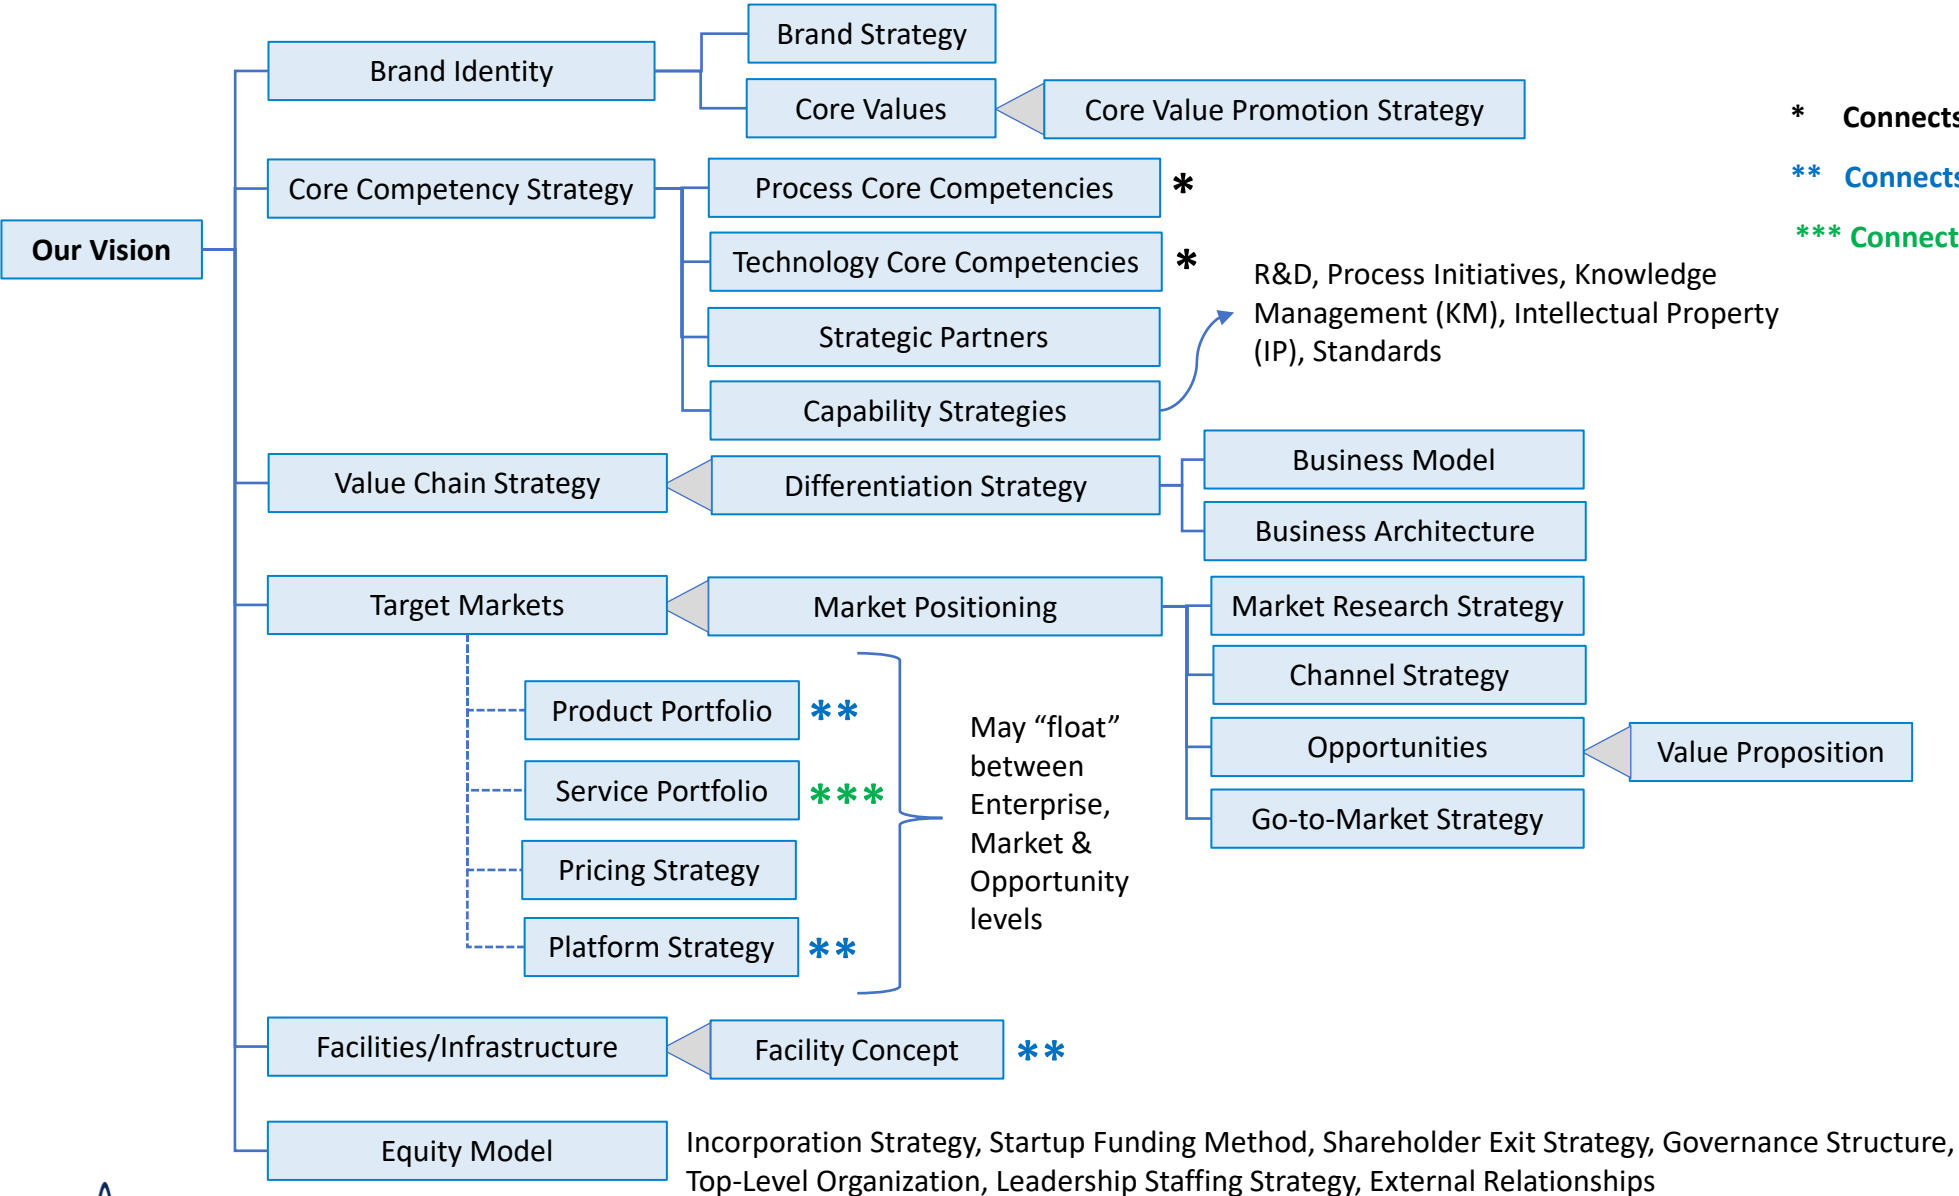 Brand Strategy
Brand Identity
Core Values
Core Value Promotion Strategy
* Connects
** Connects
*** Connect
Core Competency Strategy
Process Core Competencies *
Our Vision
Technology Core Competencies *
R&D, Process Initiatives, Knowledge
Management (KM), Intellectual Property
(IP), Standards
Strategic Partners
Capability Strategies
Value Chain Strategy
Differentiation Strategy
Business Model
Business Architecture
Target Markets
Market Positioning
Market Research Strategy
Channel Strategy
Opportunities
Value Proposition
Go-to-Market Strategy
Product Portfolio **
Service Portfolio ***
Pricing Strategy
Platform Strategy **
May “float”
between
Enterprise,
Market &
Opportunity
levels
Facilities/Infrastructure
Facility Concept **
Equity Model
Incorporation Strategy, Startup Funding Method, Shareholder Exit Strategy, Governance Structure,
Top-Level Organization, Leadership Staffing Strategy, External Relationships